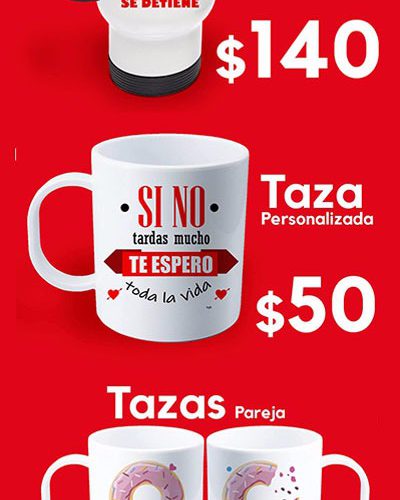 SE DETIENE
$140
SI NO
tardas mucho
TE ESPERO
toda la vida
Taza
Personalizada
$50
Tazas Pareja